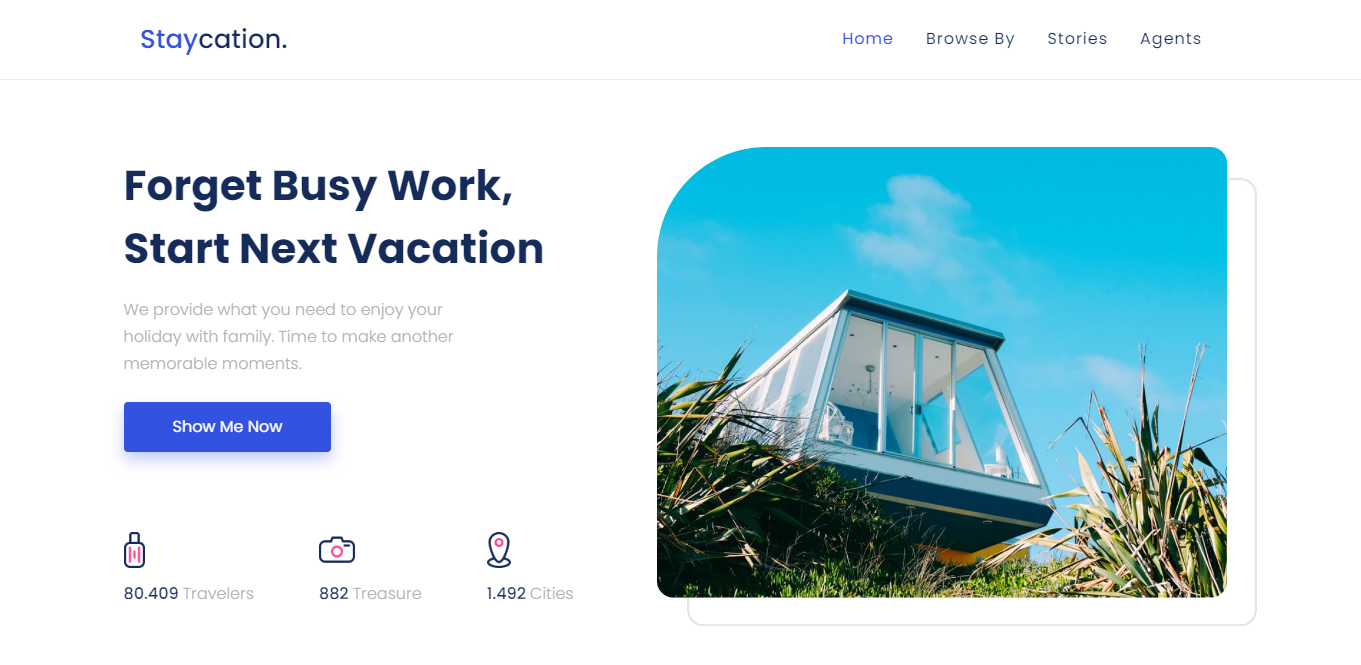 Staycation.
Home Browse By Stories Agents
Forget Busy Work,
Start Next Vacation
We provide what you need to enjoy your
holiday with family. Time to make another
memorable moments.
Show Me Now
80.409 Travelers
882 Treasure
1.492 Cities